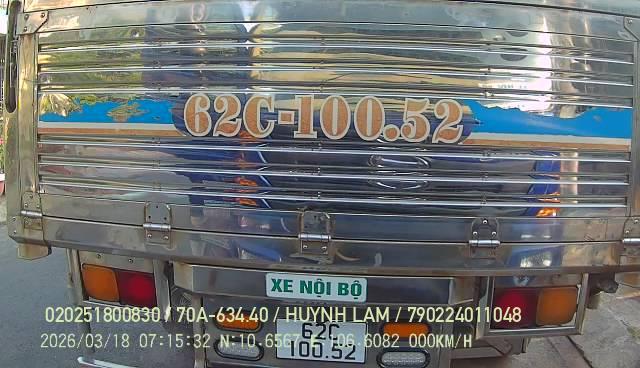 62C-100.52
XE NỘI BỘ
020251800830 / 70A-634.40 / HUYNH LAM / 790224011048
62C
100.52
2026/03/18 07:15:32 N:10.6567 E:106.6082 000KM/H